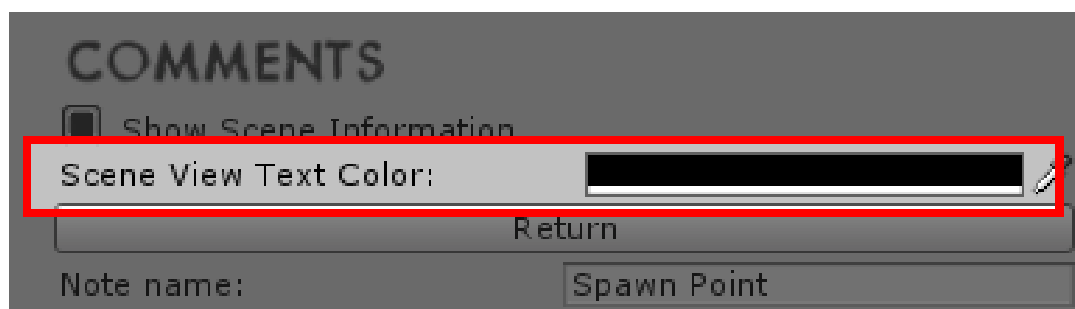 COMMENTS
Show Scene Information
Scene View Text Color:
Return
Note name: Spawn Point